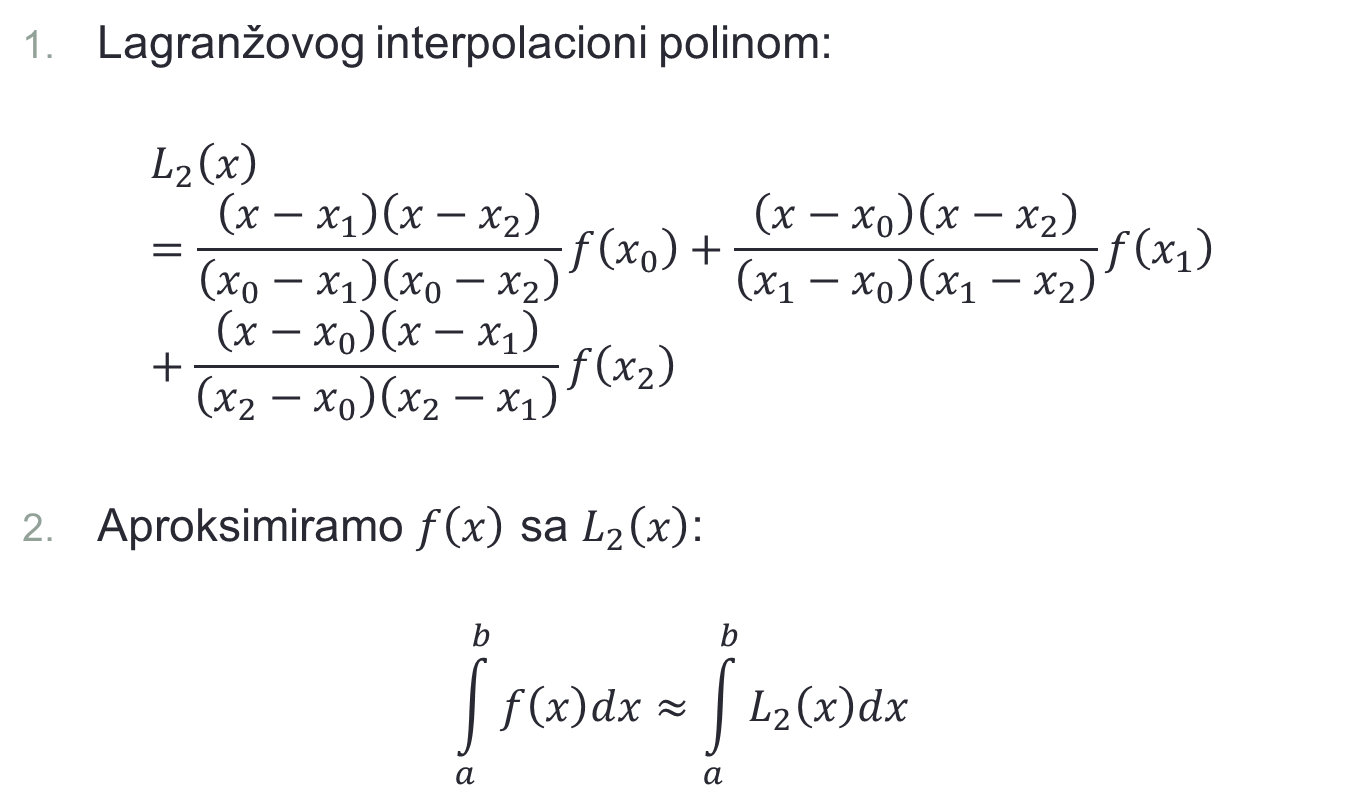 1. Lagranžovog interpolacioni polinom:
L₂(x)
= (x − x₁)(x − x₂) / (x₀ − x₁)(x₀ − x₂) f(x₀) + (x − x₀)(x − x₂) / (x₁ − x₀)(x₁ − x₂) f(x₁)
+ (x − x₀)(x − x₁) / (x₂ − x₀)(x₂ − x₁) f(x₂)
2. Aproksimiramo f(x) sa L₂(x):
∫ₐᵇ f(x)dx ≈ ∫ₐᵇ L₂(x)dx